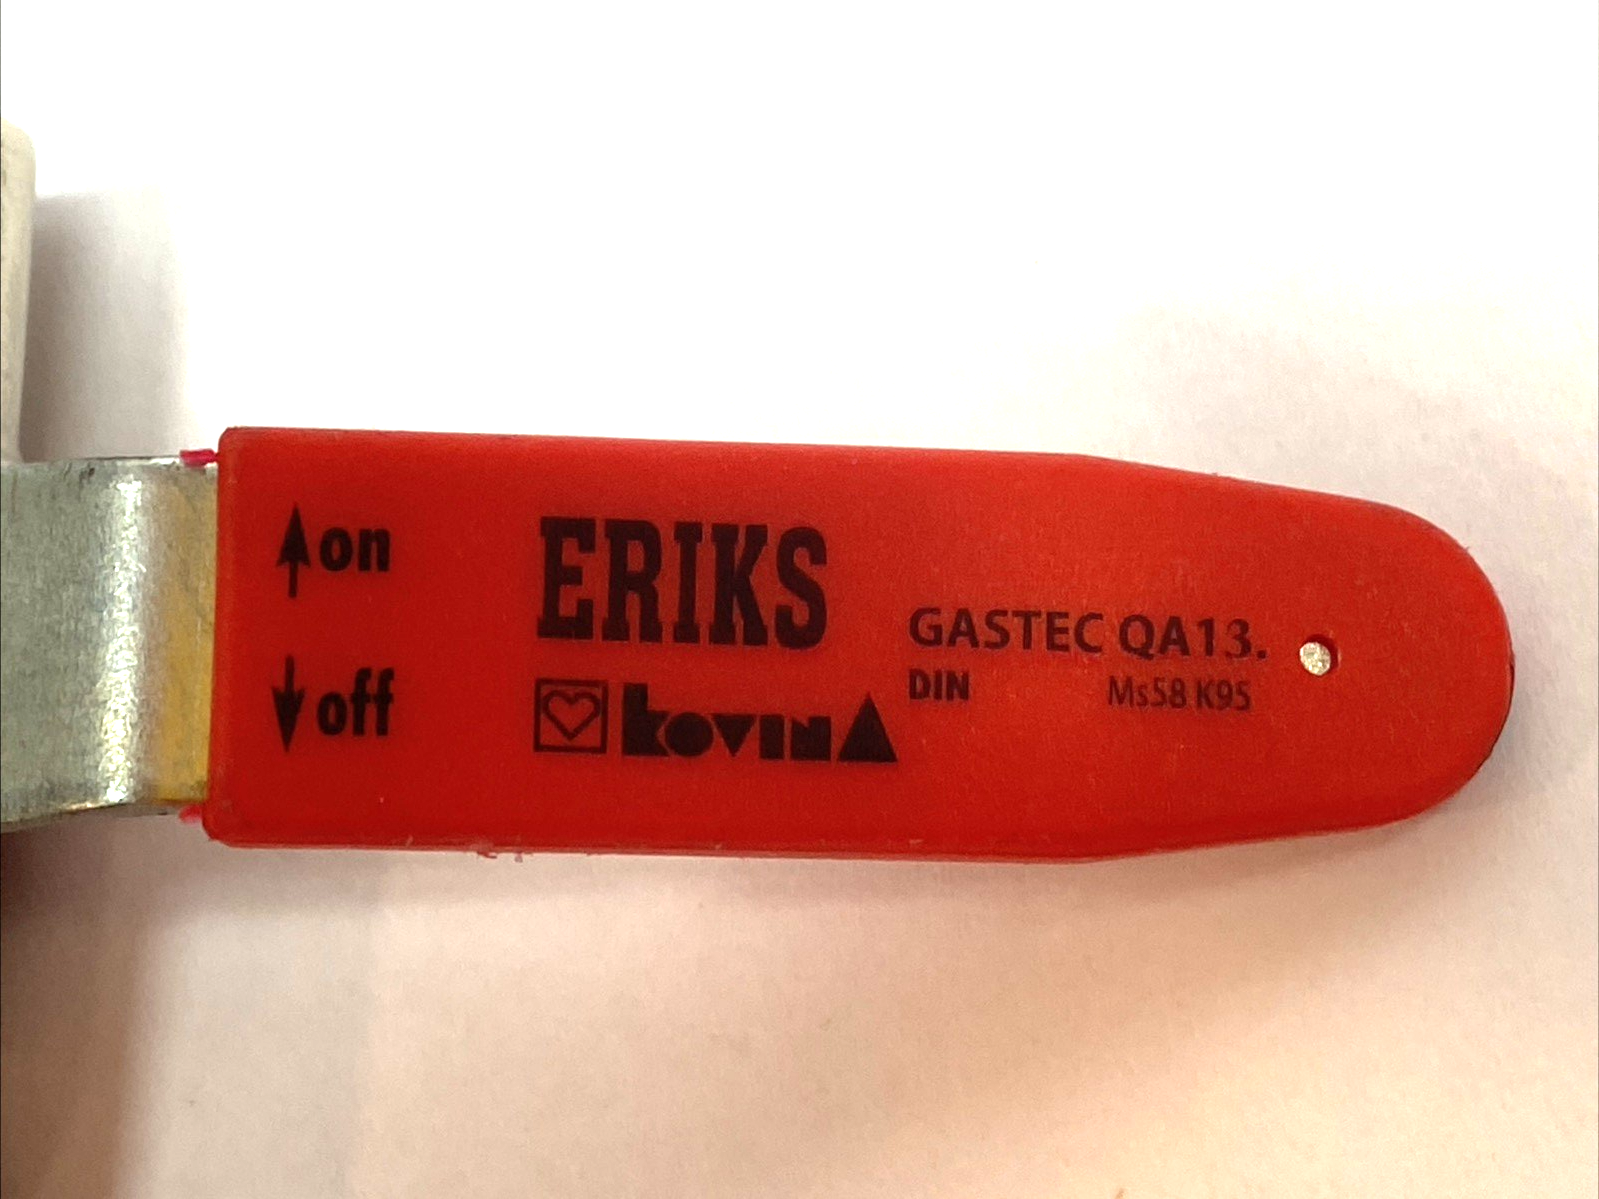 ↑on
↓off
ERIKS
kovinA
GASTEC QA13.
DIN Ms58 K95